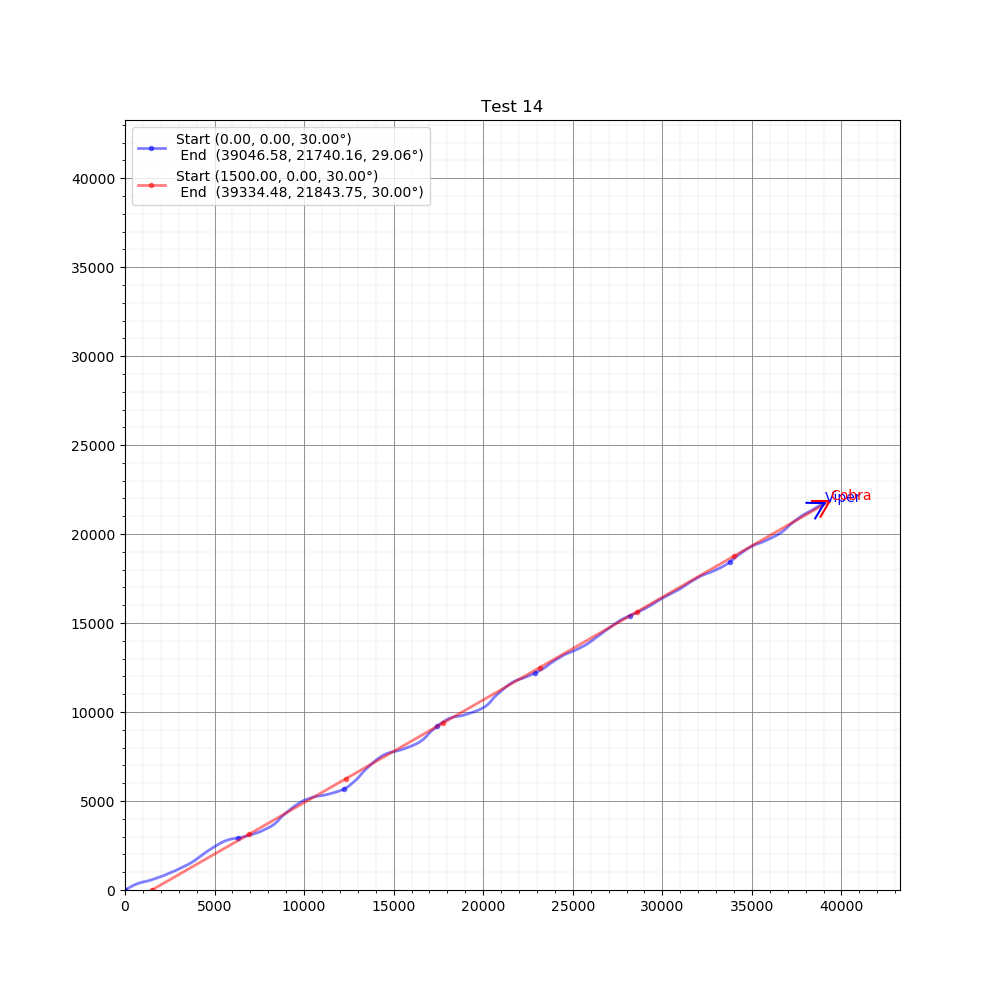 Test 14
Start (0.00, 0.00, 30.00°)
End  (39046.58, 21740.16, 29.06°)
Start (1500.00, 0.00, 30.00°)
End  (39334.48, 21843.75, 30.00°)
40000
35000
30000
25000
20000
15000
10000
5000
0
Viper
Cobra
0 5000 10000 15000 20000 25000 30000 35000 40000